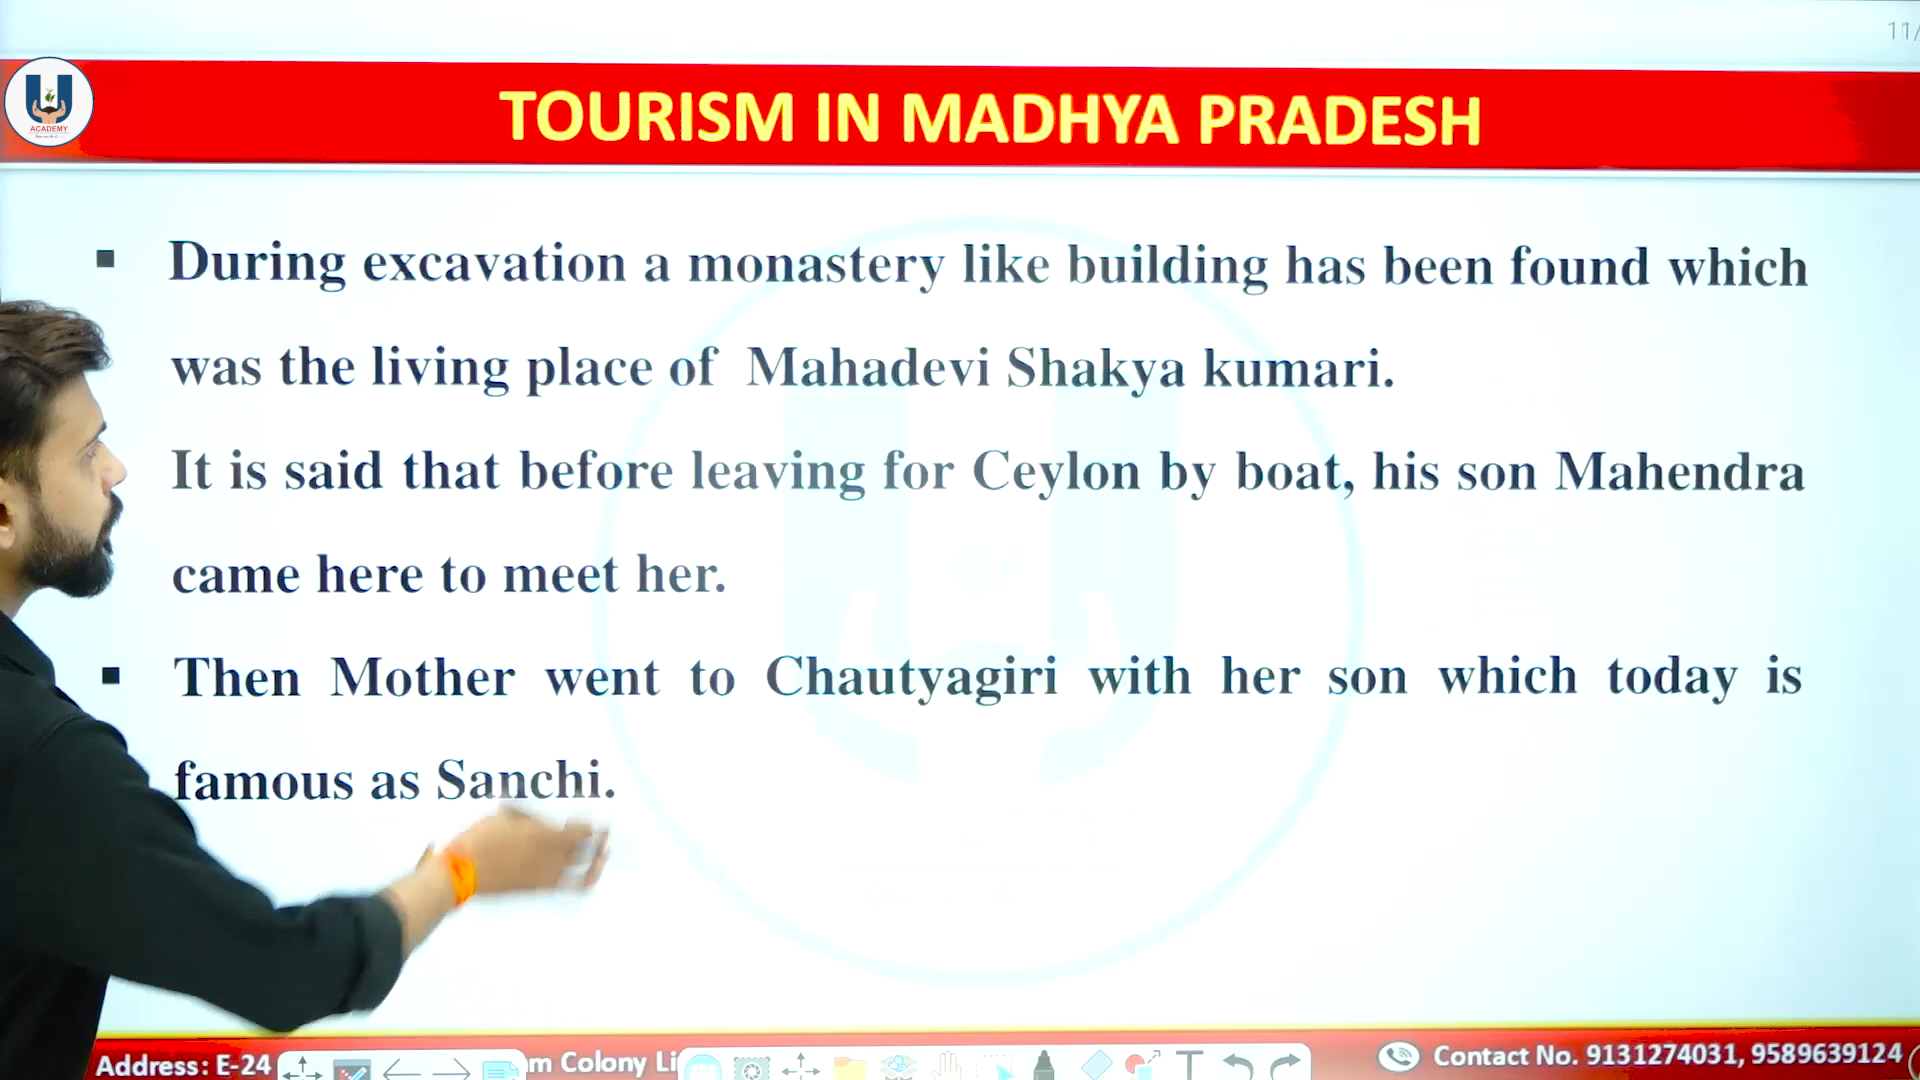 11/
ACADEMY
TOURISM IN MADHYA PRADESH
▪ During excavation a monastery like building has been found which
was the living place of Mahadevi Shakya kumari.
It is said that before leaving for Ceylon by boat, his son Mahendra
came here to meet her.
▪ Then Mother went to Chautyagiri with her son which today is
famous as Sanchi.
Address: E-24 m Colony Li Contact No. 9131274031, 9589639124